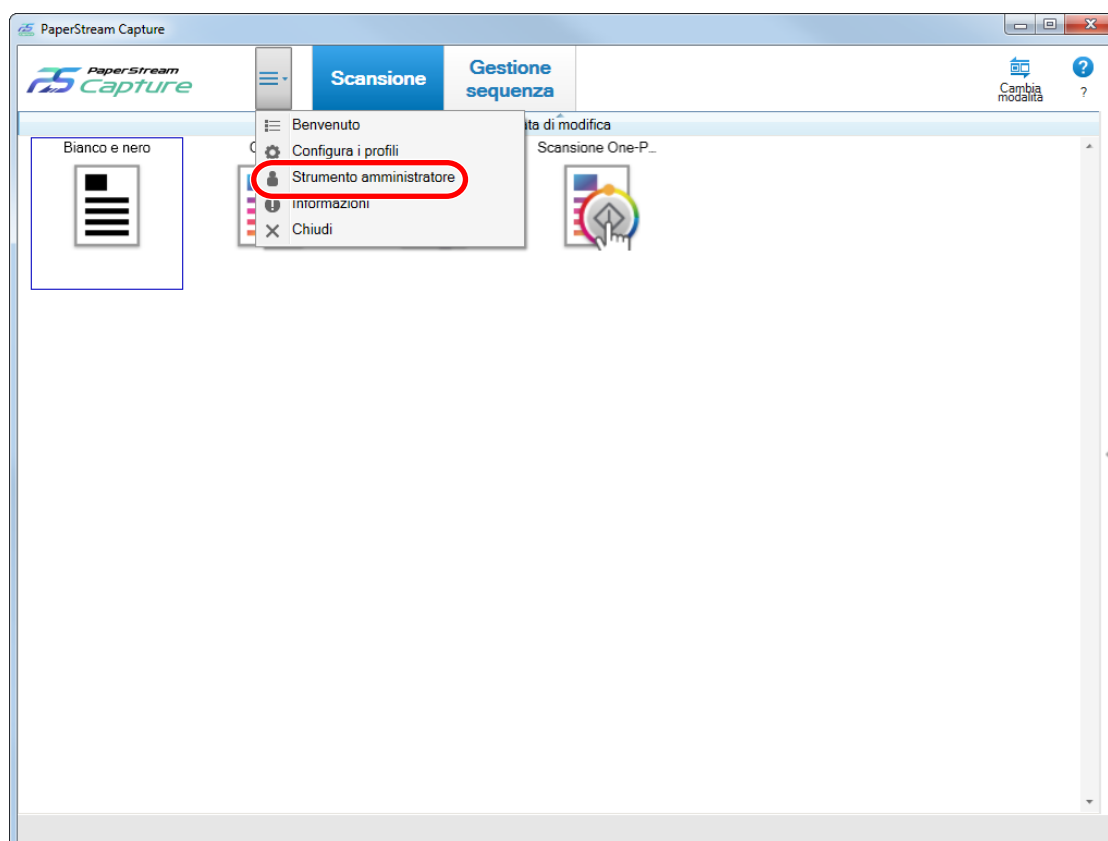 PaperStream Capture
PaperStream
Capture
Scansione
Gestione
sequenza
Cambia
modalità
?
?
di modifica
Benvenuto
Configura i profili
Strumento amministratore
Informazioni
Chiudi
Bianco e nero
Scansione One-P...